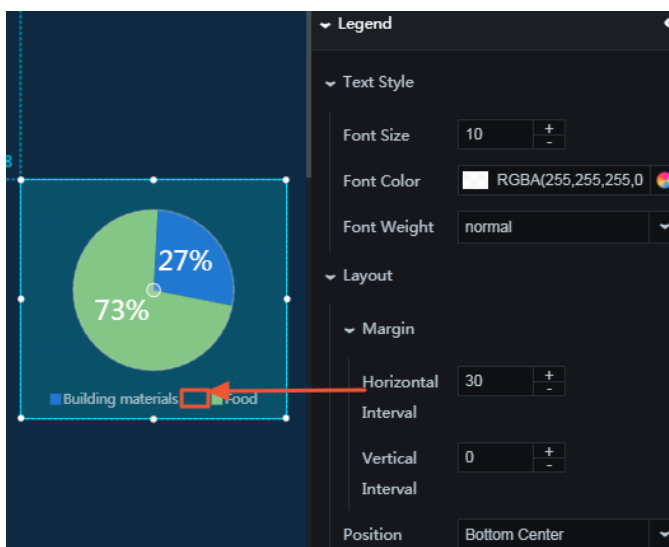 Legend
Text Style
Font Size 10 + -
Font Color RGBA(255,255,255,0
Font Weight normal
Layout
Margin
Horizontal Interval 30 + -
Vertical Interval 0 + -
Position Bottom Center
8
27%
73%
Building materials Food